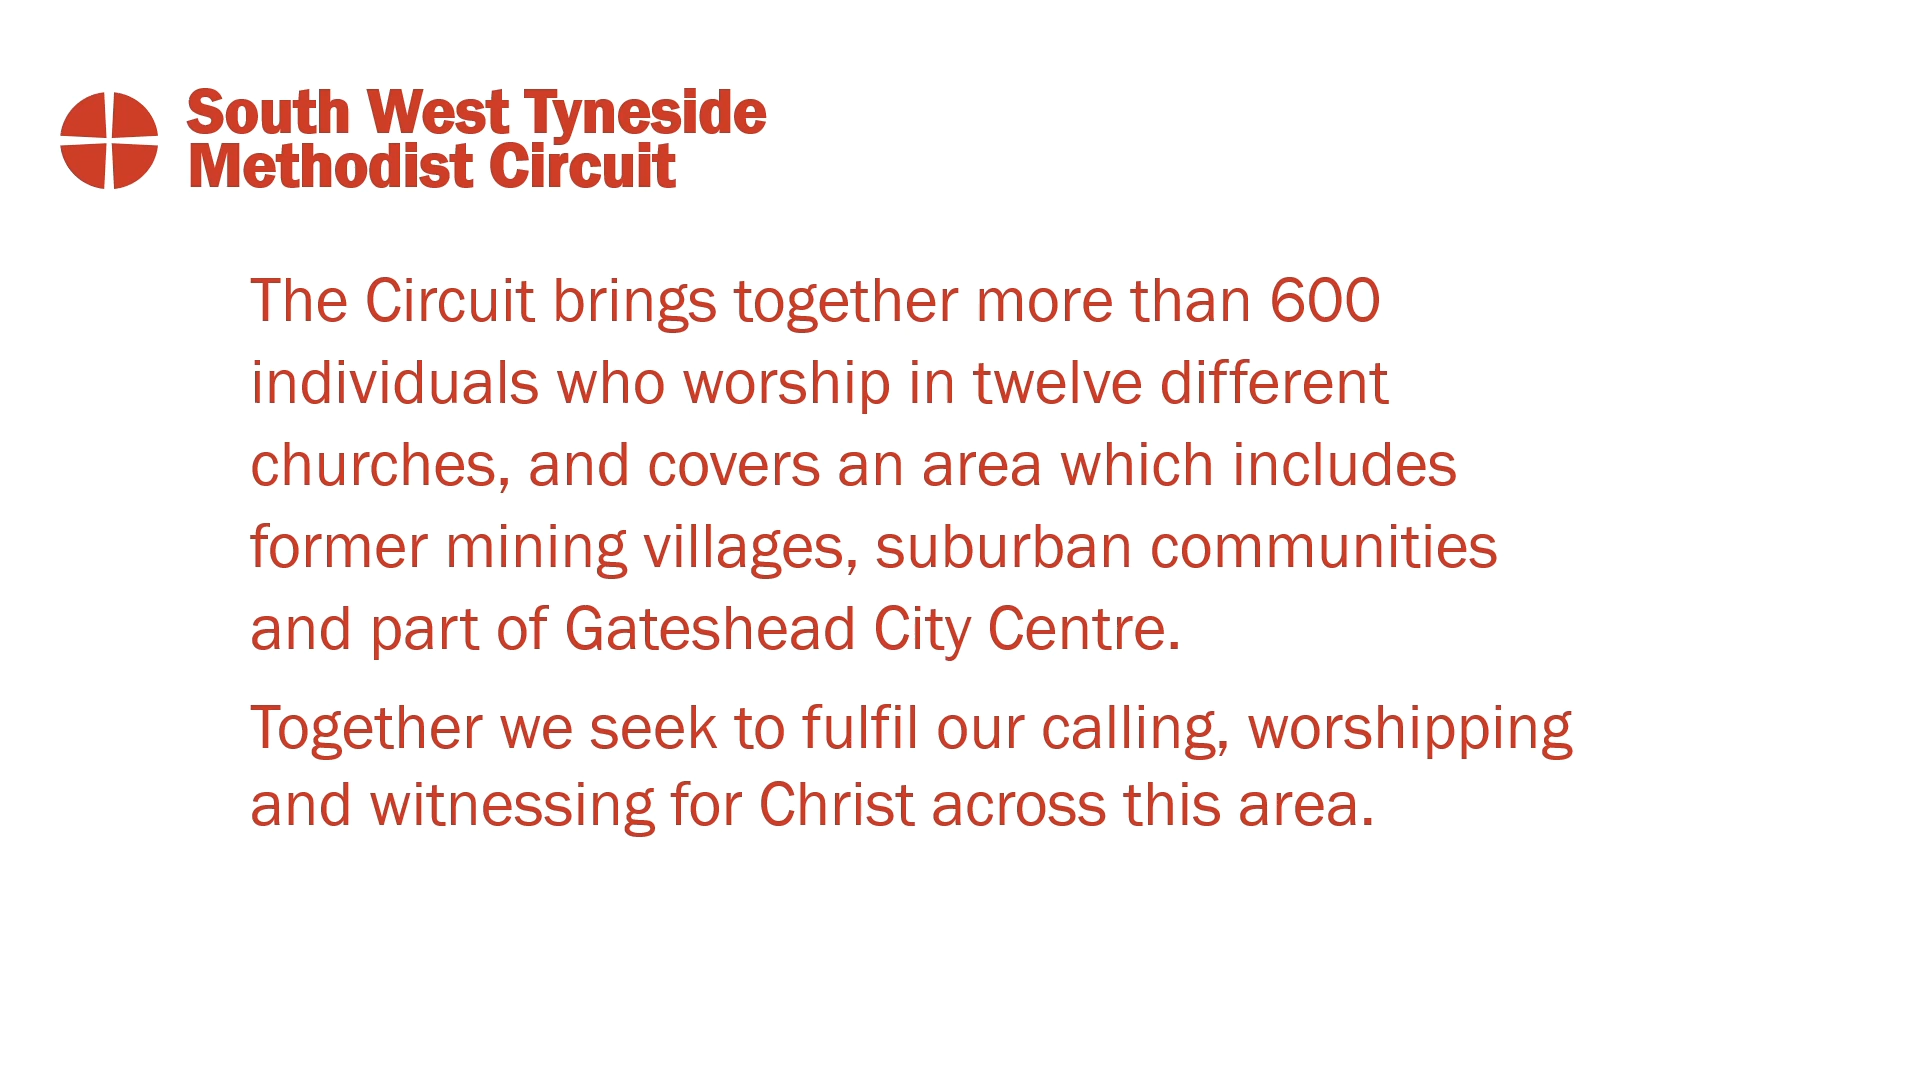 South West Tyneside
Methodist Circuit
The Circuit brings together more than 600
individuals who worship in twelve different
churches, and covers an area which includes
former mining villages, suburban communities
and part of Gateshead City Centre.
Together we seek to fulfil our calling, worshipping
and witnessing for Christ across this area.